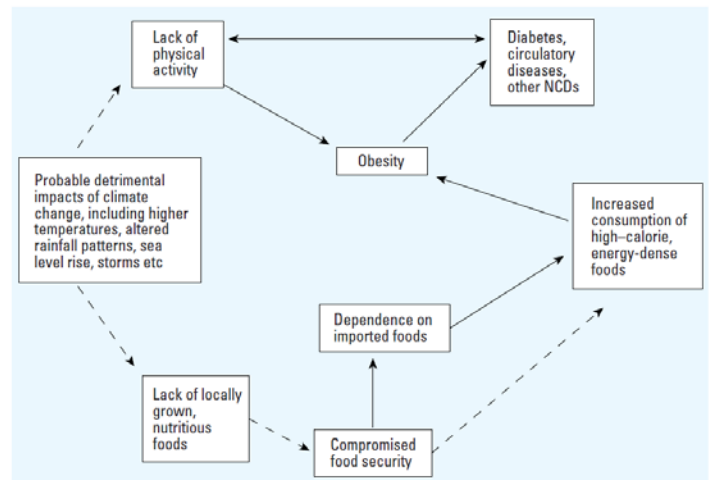 Lack of
physical
activity
Diabetes,
circulatory
diseases,
other NCDs
Obesity
Probable detrimental
impacts of climate
change, including higher
temperatures, altered
rainfall patterns, sea
level rise, storms etc
Increased
consumption of
high–calorie,
energy-dense
foods
Dependence on
imported foods
Lack of locally
grown,
nutritious
foods
Compromised
food security